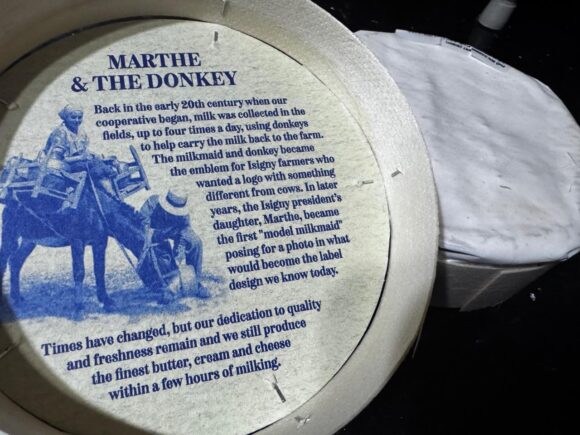 MARTHE
& THE DONKEY
Back in the early 20th century when our
cooperative began, milk was collected in the
fields, up to four times a day, using donkeys
to help carry the milk back to the farm.
The milkmaid and donkey became
the emblem for Isigny farmers who
wanted a logo with something
different from cows. In later
years, the Isigny president's
daughter, Marthe, became
the first "model milkmaid"
posing for a photo in what
would become the label
design we know today.
Times have changed, but our dedication to quality
and freshness remain and we still produce
the finest butter, cream and cheese
within a few hours of milking.